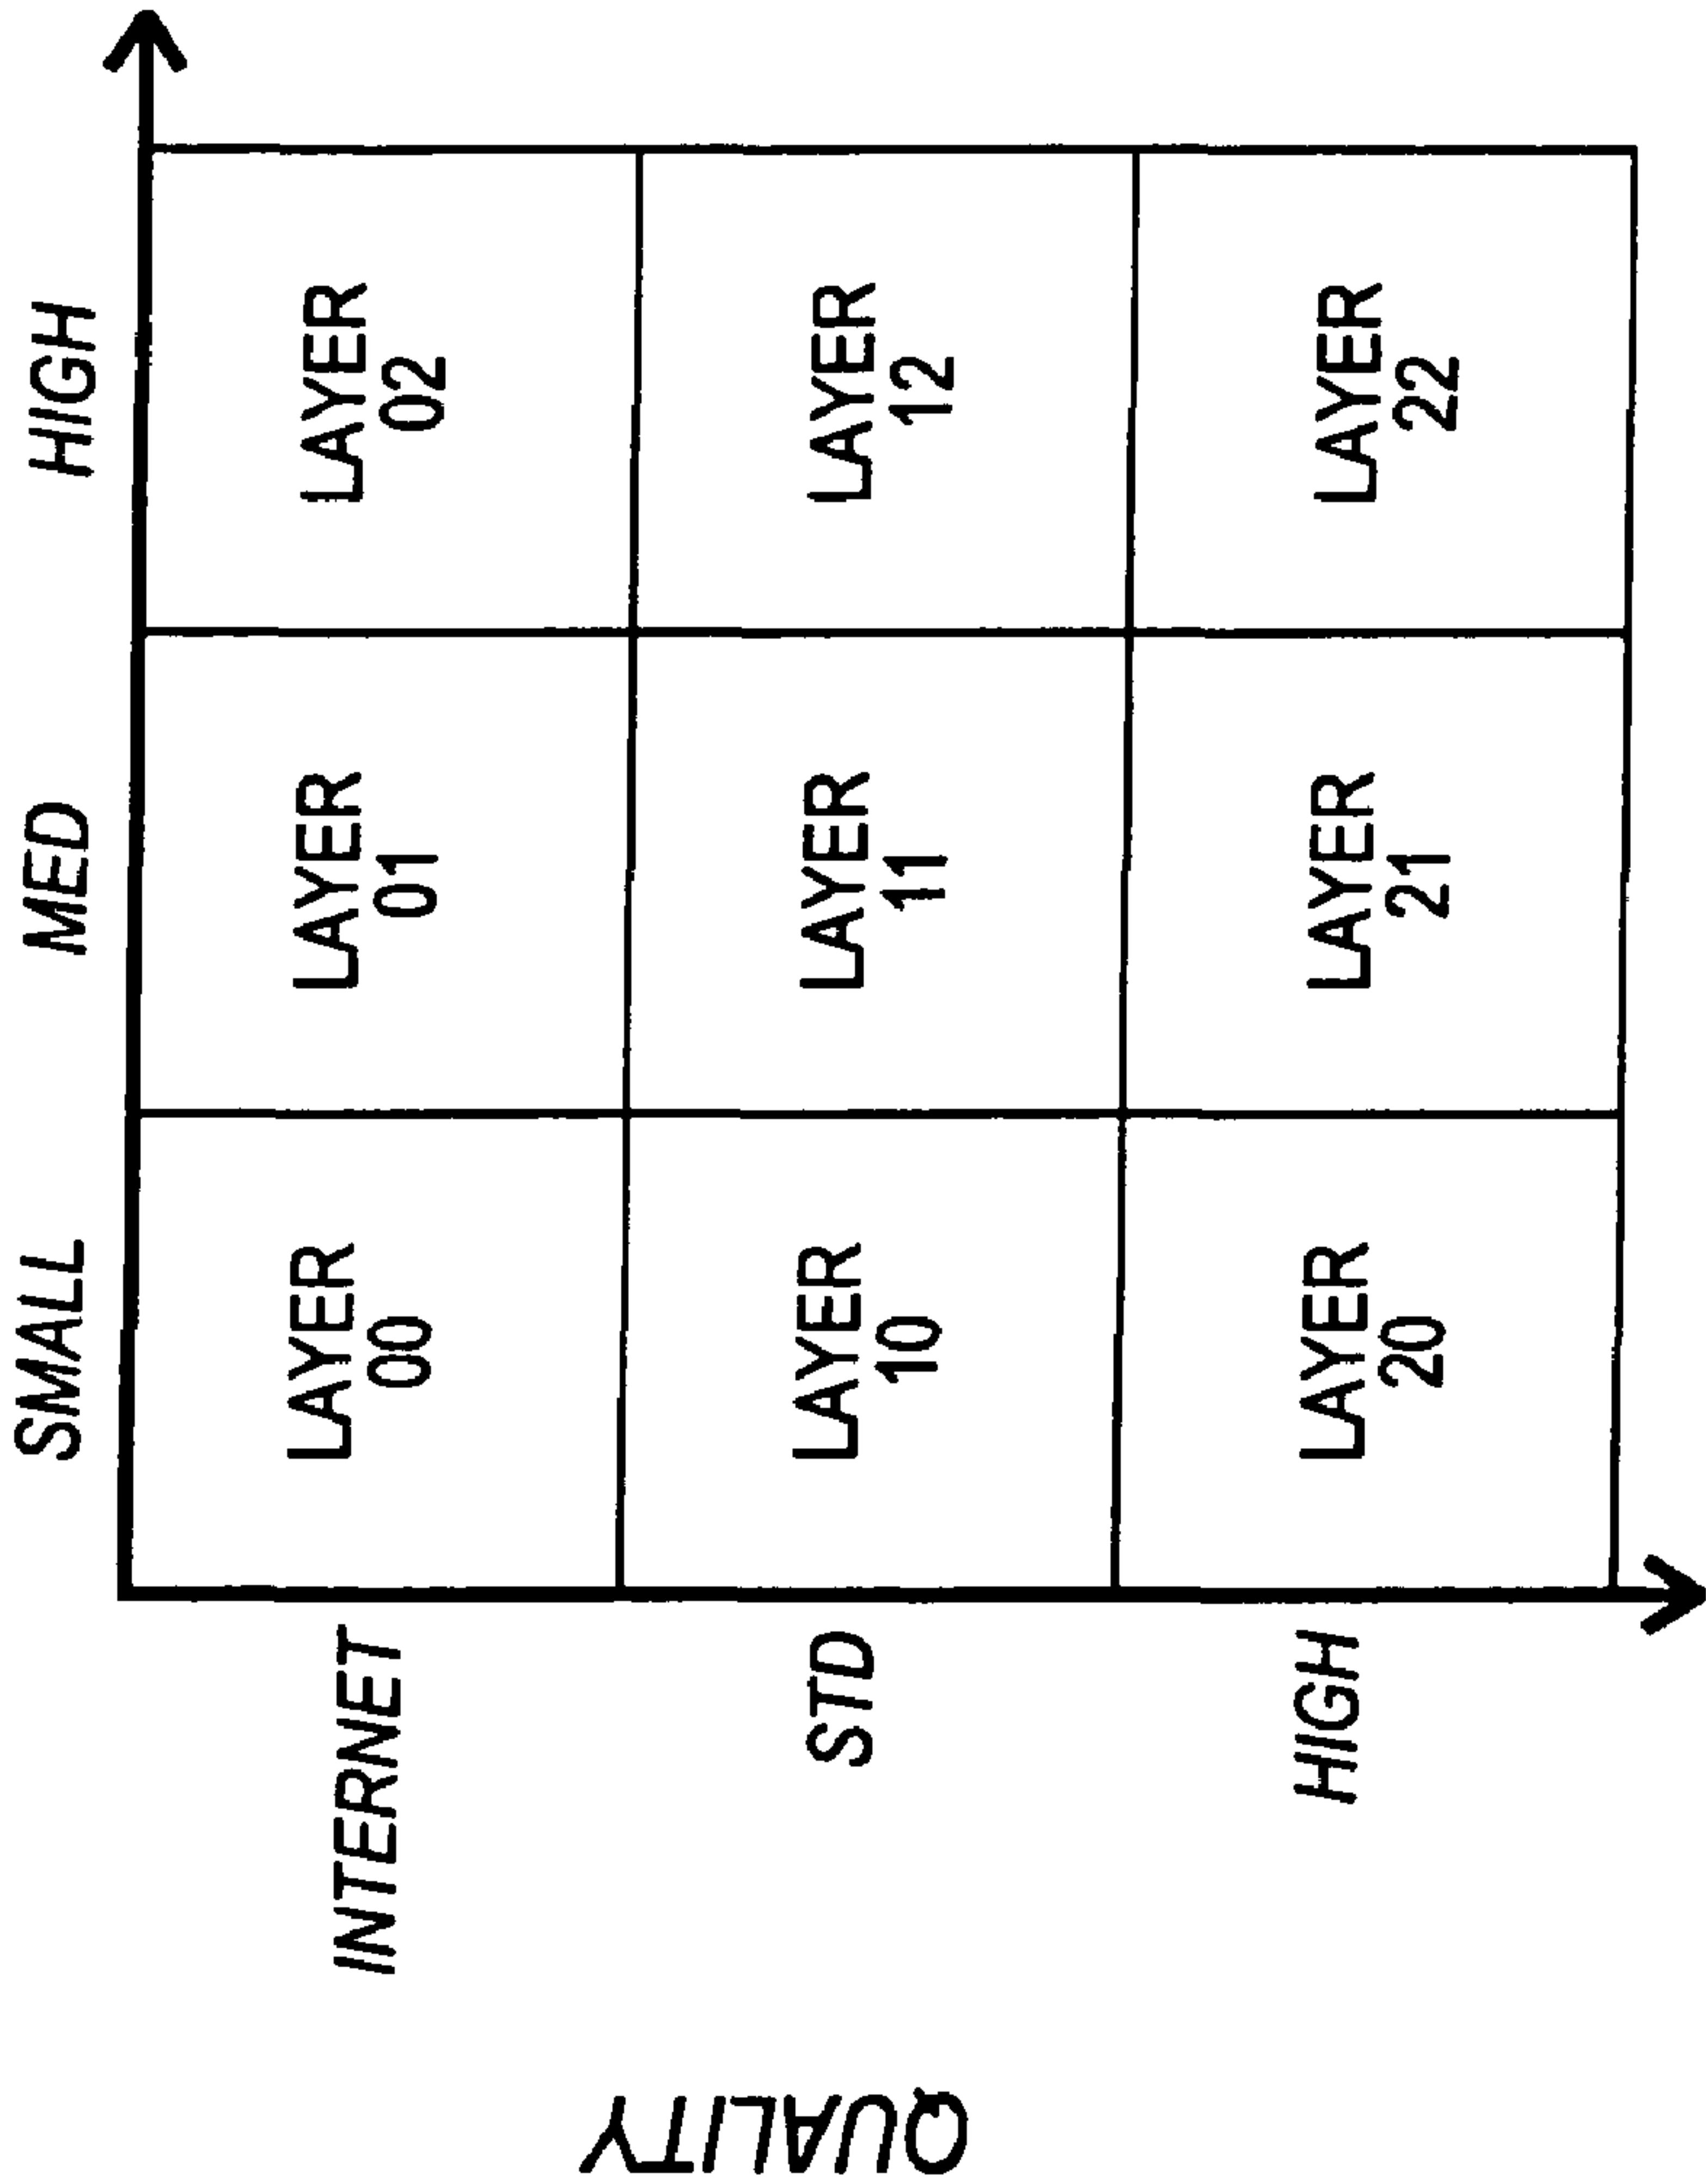 SMALL MED HIGH
INTERNET
LAYER
00
LAYER
01
LAYER
02
STD
LAYER
10
LAYER
11
LAYER
12
HIGH
LAYER
20
LAYER
21
LAYER
22
QUALITY